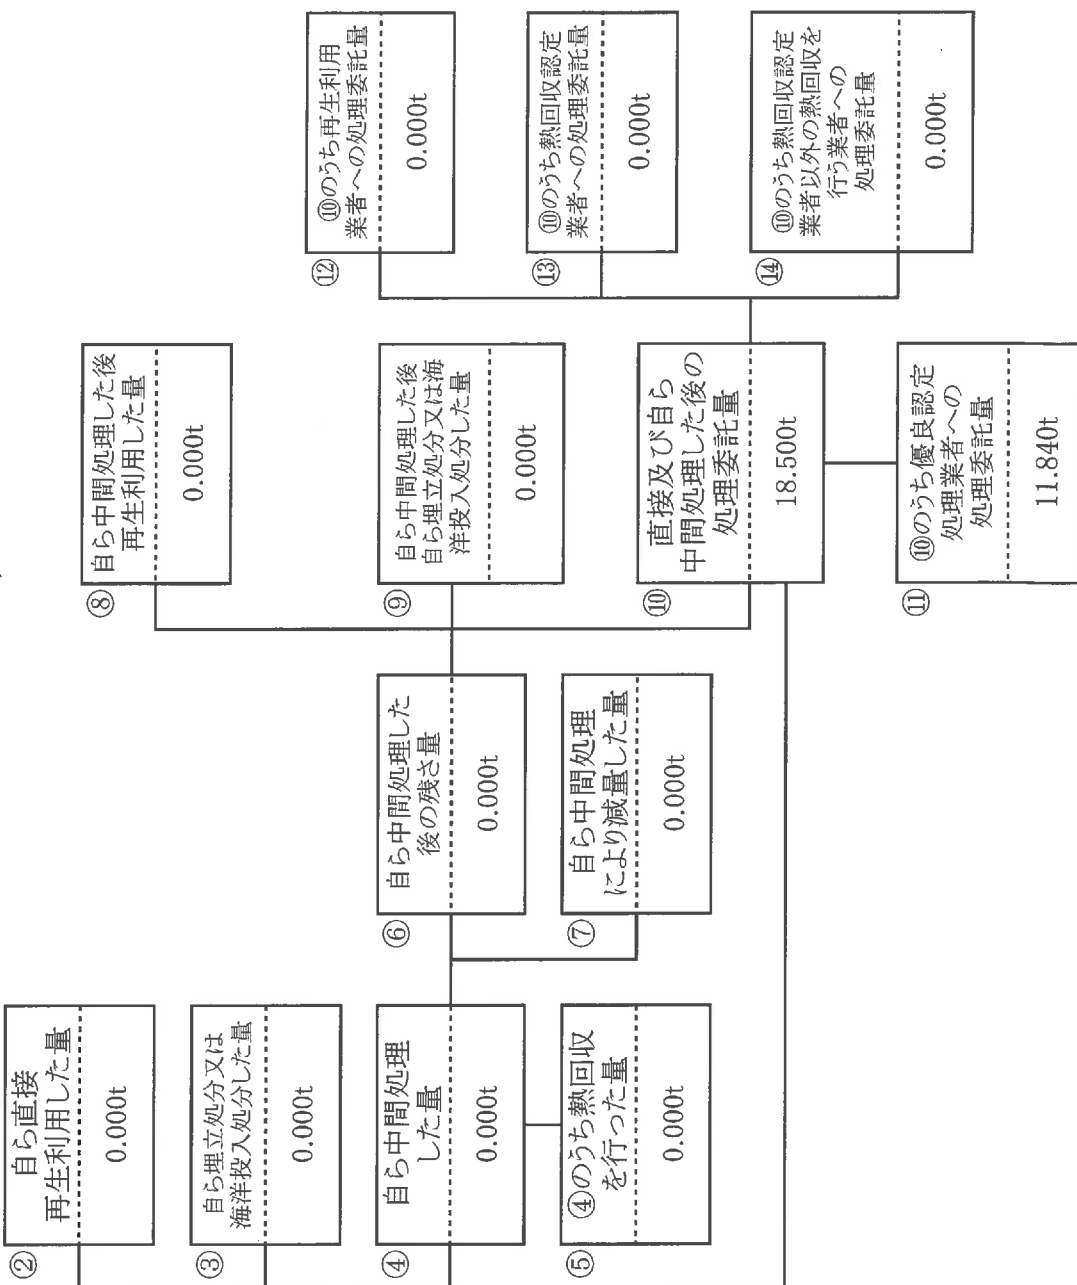 ②
自ら直接
再生利用した量
0.000t
③
自ら埋立処分又は
海洋投入処分した量
0.000t
④
自ら中間処理
した量
0.000t
⑤
④のうち熱回収
を行った量
0.000t
⑥
自ら中間処理した
後の残さ量
0.000t
⑦
自ら中間処理
により減量した量
0.000t
⑧
自ら中間処理した後
再生利用した量
0.000t
⑨
自ら中間処理した後
自ら埋立処分又は海
洋投入処分した量
0.000t
⑩
直接及び自ら
中間処理した後の
処理委託量
18.500t
⑪
⑩のうち優良認定
処理業者への
処理委託量
11.840t
⑫
⑩のうち再生利用
業者への処理委託量
0.000t
⑬
⑩のうち熱回収認定
業者への処理委託量
0.000t
⑭
⑩のうち熱回収認定
業者以外の熱回収を
行う業者への
処理委託量
0.000t